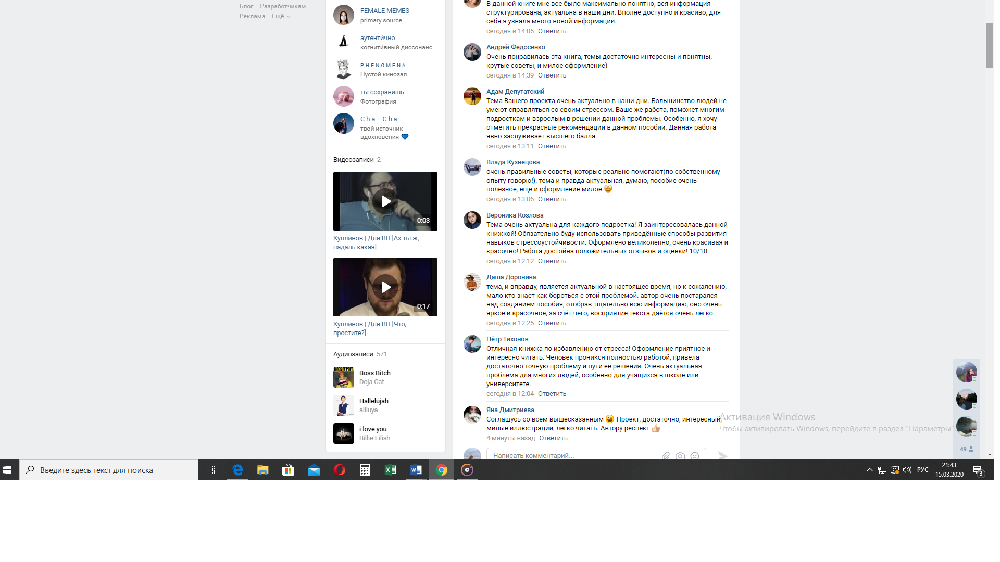 Блог Разработчикам
Реклама Ещё
FEMALE MEMES
primary source
аутенти́чно
когнити́вный диссонанс
P H E N O M E N A
Пустой кинозал.
ты сохранишь
Фотография
C h a – C h a
твой источник
вдохновения 💙
Видеозаписи 2
0:03
Куплинов | Для ВП [Ах ты ж,
падаль какая]
0:17
Куплинов | Для ВП [Что,
простите?]
Аудиозаписи 571
BIRDS OF PREY
Boss Bitch
Doja Cat
Hallelujah
aliluya
i love you
Billie Eilish
В данной книге мне все было максимально понятно, вся информация
структурирована, актуальна в наши дни. Вполне доступно и красиво, для
себя я узнала много новой информации.
сегодня в 14:06 Ответить
Андрей Федосенко
Очень понравилась эта книга, темы достаточно интересны и понятны,
крутые советы, и милое оформление)
сегодня в 14:39 Ответить
Адам Депутатский
Тема Вашего проекта очень актуально в наши дни. Большинство людей не
умеют справляться со своим стрессом. Ваше же работа, поможет многим
подросткам и взрослым в решении данной проблемы. Особенно, я хочу
отметить прекрасные рекомендации в данном пособии. Данная работа
явно заслуживает высшего балла
сегодня в 13:11 Ответить
Влада Кузнецова
очень правильные советы, которые реально помогают(по собственному
опыту говорю!). тема и правда актуальная, думаю, пособие очень
полезное, еще и оформление милое 🤩
сегодня в 13:06 Ответить
Вероника Козлова
Тема очень актуальна для каждого подростка! Я заинтересовалась данной
книжкой! Обязательно буду использовать приведённые способы развития
навыков стрессоустойчивости. Оформлено великолепно, очень красивая и
красочно! Работа достойна положительных отзывов и оценки! 10/10
сегодня в 12:12 Ответить
Даша Доронина
тема, и вправду, является актуальной в настоящее время, но к сожалению,
мало кто знает как бороться с этой проблемой. автор очень постарался
над созданием пособия, отобрав тщательно всю информацию, оно очень
яркое и красочное, за счёт чего, восприятие текста даётся очень легко.
сегодня в 12:25 Ответить
Пётр Тихонов
Отличная книжка по избавлению от стресса! Оформление приятное и
интересно читать. Человек проникся полностью работой, привела
достаточно точную проблему и пути её решения. Очень актуальная
проблема для многих людей, особенно для учащихся в школе или
университете.
сегодня в 12:04 Ответить
Яна Дмитриева
Соглашусь со всем вышесказанным 😄 Проект, достаточно, интересный,
милые иллюстрации, легко читать. Автору респект 👍🏻
4 минуты назад Ответить
Написать комментарий...
Активация Windows
Чтобы активировать Windows, перейдите в раздел "Параметры".
49
Введите здесь текст для поиска
РУС
21:43
15.03.2020
3